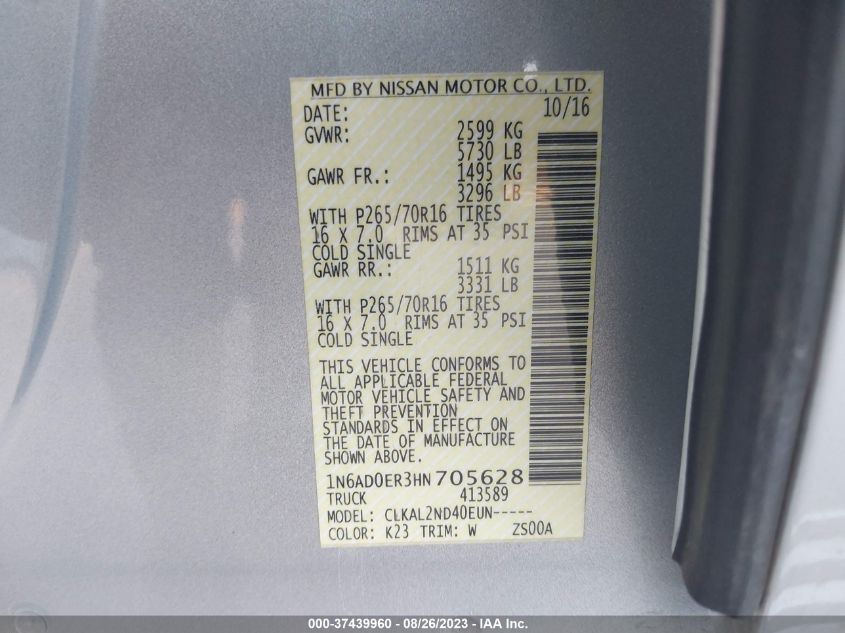 MFD BY NISSAN MOTOR CO., LTD.
DATE: 10/16
GVWR: 2599 KG
5730 LB
GAWR FR.: 1495 KG
3296 LB
WITH P265/70R16 TIRES
16 X 7.0 RIMS AT 35 PSI
COLD SINGLE
GAWR RR.: 1511 KG
3331 LB
WITH P265/70R16 TIRES
16 X 7.0 RIMS AT 35 PSI
COLD SINGLE
THIS VEHICLE CONFORMS TO
ALL APPLICABLE FEDERAL
MOTOR VEHICLE SAFETY AND
THEFT PREVENTION
STANDARDS IN EFFECT ON
THE DATE OF MANUFACTURE
SHOWN ABOVE.
1N6AD0ER3HN705628
TRUCK 413589
MODEL: CLKAL2ND40EUN-----
COLOR: K23 TRIM: W ZS00A
000-37439960 - 08/26/2023 - IAA Inc.